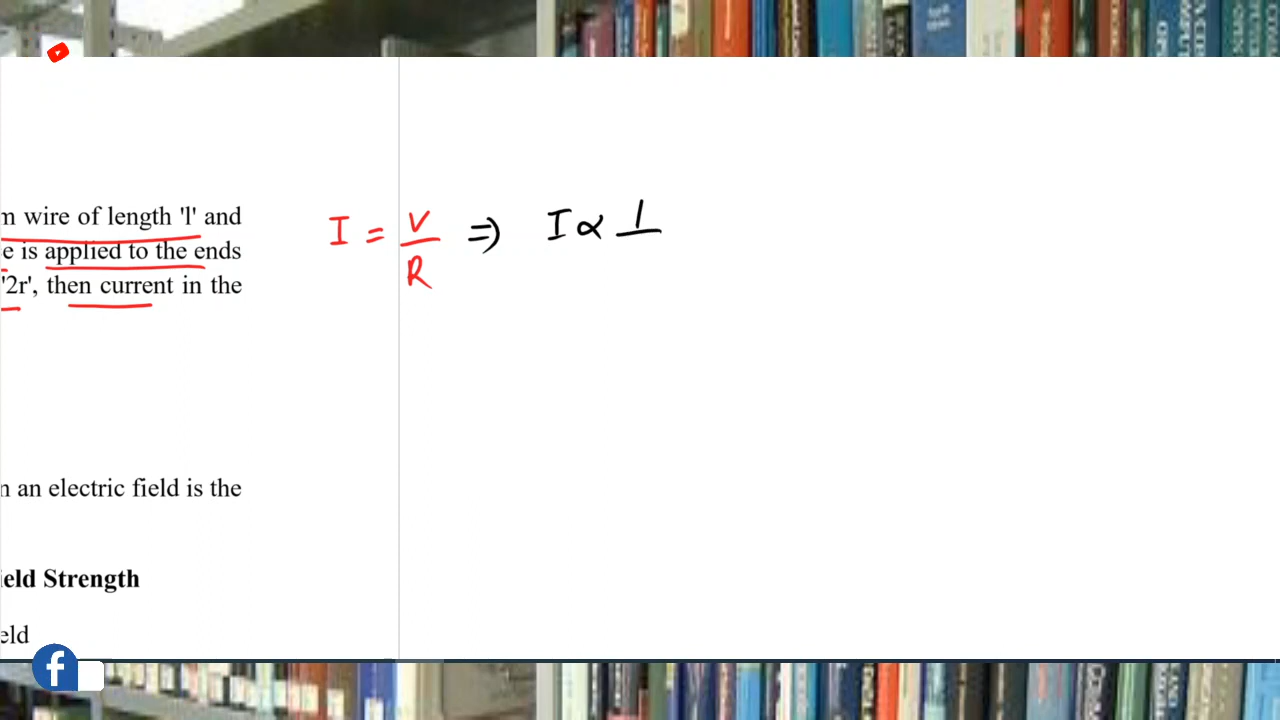 m wire of length 'l' and
e is applied to the ends
'2r', then current in the
I = V/R ⇒ I ∝ 1/
n an electric field is the
ield Strength
eld